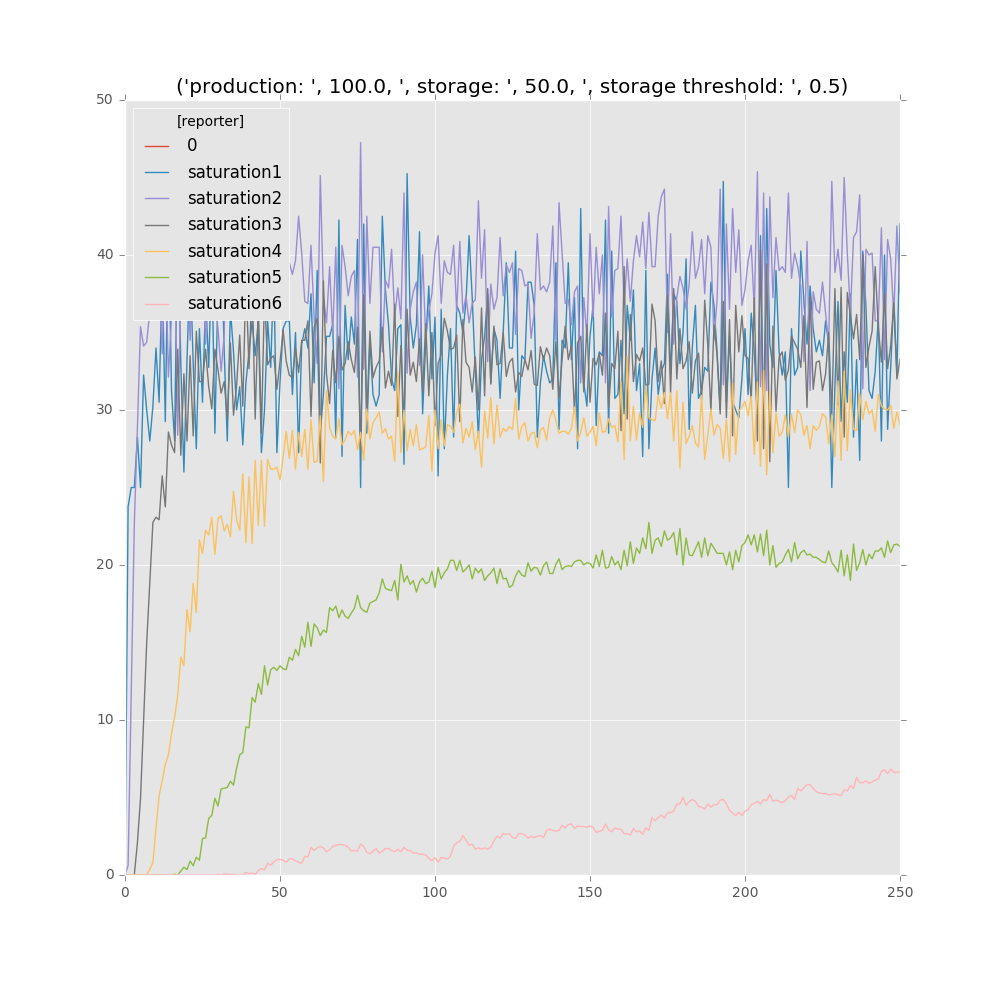 ('production: ', 100.0, ', storage: ', 50.0, ', storage threshold: ', 0.5)
50
40
30
20
10
0
[reporter]
0
saturation1
saturation2
saturation3
saturation4
saturation5
saturation6
0 50 100 150 200 250